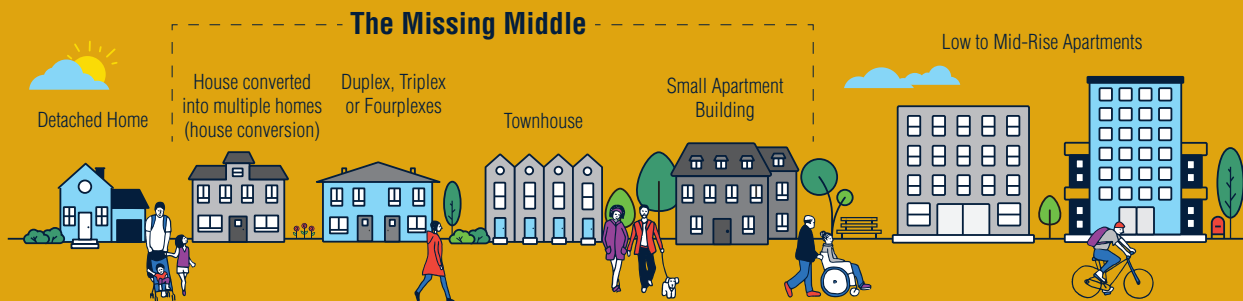 The Missing Middle
Detached Home
House converted
into multiple homes
(house conversion)
Duplex, Triplex
or Fourplexes
Townhouse
Small Apartment
Building
Low to Mid-Rise Apartments